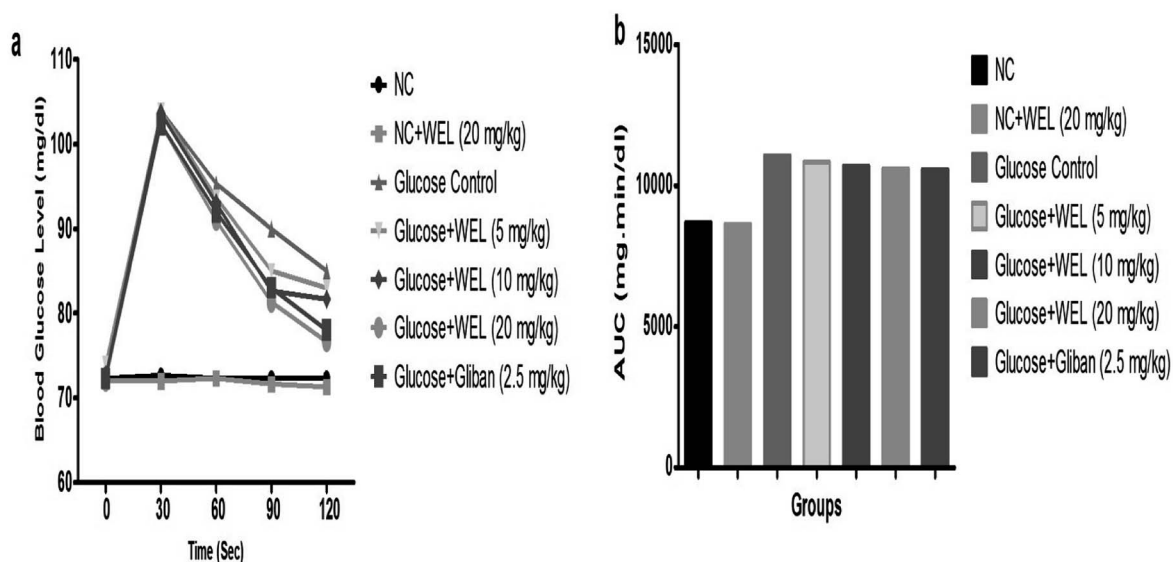 a
110
100
90
80
70
60
Blood Glucose Level (mg/dl)
0 30 60 90 120
Time (Sec)
NC
NC+WEL (20 mg/kg)
Glucose Control
Glucose+WEL (5 mg/kg)
Glucose+WEL (10 mg/kg)
Glucose+WEL (20 mg/kg)
Glucose+Gliban (2.5 mg/kg)
b
15000
10000
5000
0
AUC (mg.min/dl)
Groups
NC
NC+WEL (20 mg/kg)
Glucose Control
Glucose+WEL (5 mg/kg)
Glucose+WEL (10 mg/kg)
Glucose+WEL (20 mg/kg)
Glucose+Gliban (2.5 mg/kg)